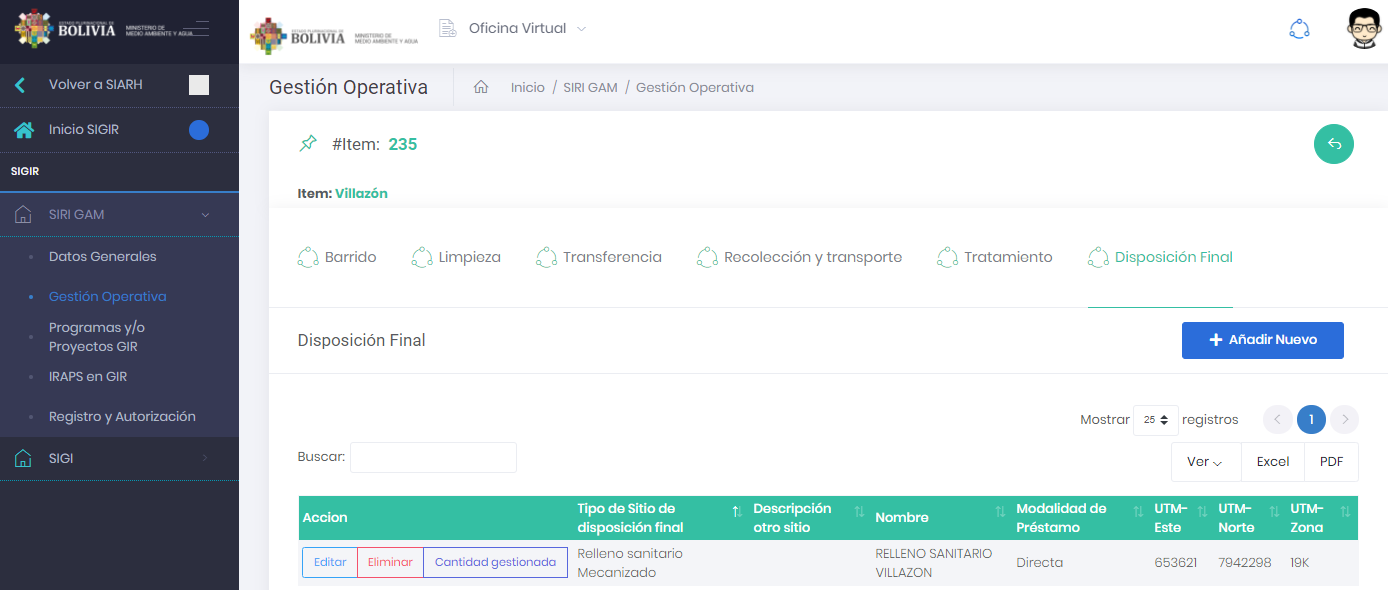 ESTADO PLURINACIONAL DE
BOLIVIA
MINISTERIO DE
MEDIO AMBIENTE Y AGUA
ESTADO PLURINACIONAL DE
BOLIVIA
MINISTERIO DE
MEDIO AMBIENTE Y AGUA
Oficina Virtual
Volver a SIARH
Inicio SIGIR
SIGIR
SIRI GAM
Datos Generales
Gestión Operativa
Programas y/o
Proyectos GIR
IRAPS en GIR
Registro y Autorización
SIGI
Gestión Operativa
Inicio / SIRI GAM / Gestión Operativa
#Item: 235
Item: Villazón
Barrido Limpieza Transferencia Recolección y transporte Tratamiento Disposición Final
Disposición Final
+ Añadir Nuevo
Mostrar 25 registros
1
Buscar:
Ver Excel PDF
Accion
Tipo de Sitio de
disposición final
Descripción
otro sitio
Nombre
Modalidad de
Préstamo
UTM-
Este
UTM-
Norte
UTM-
Zona
Editar Eliminar Cantidad gestionada
Relleno sanitario
Mecanizado
RELLENO SANITARIO
VILLAZON
Directa
653621
7942298
19K